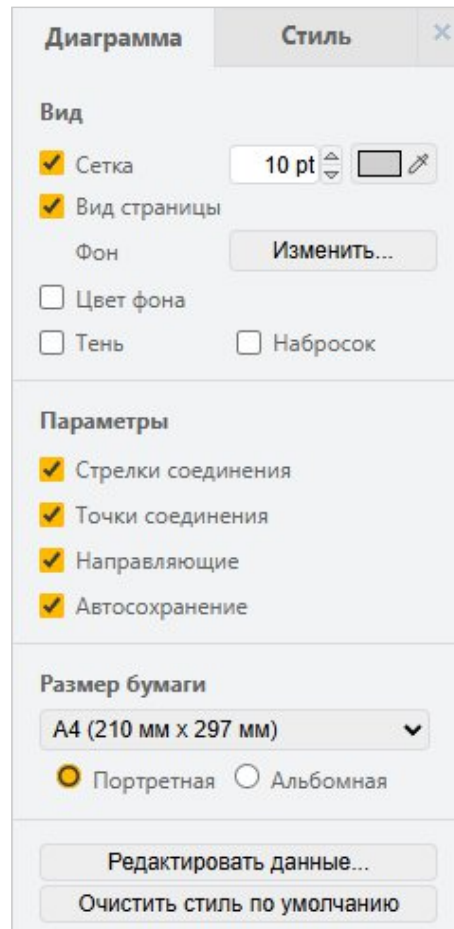 Диаграмма Стиль ×
Вид
Сетка 10 pt
Вид страницы
Фон Изменить...
Цвет фона
Тень Набросок
Параметры
Стрелки соединения
Точки соединения
Направляющие
Автосохранение
Размер бумаги
А4 (210 мм x 297 мм)
Портретная Альбомная
Редактировать данные...
Очистить стиль по умолчанию